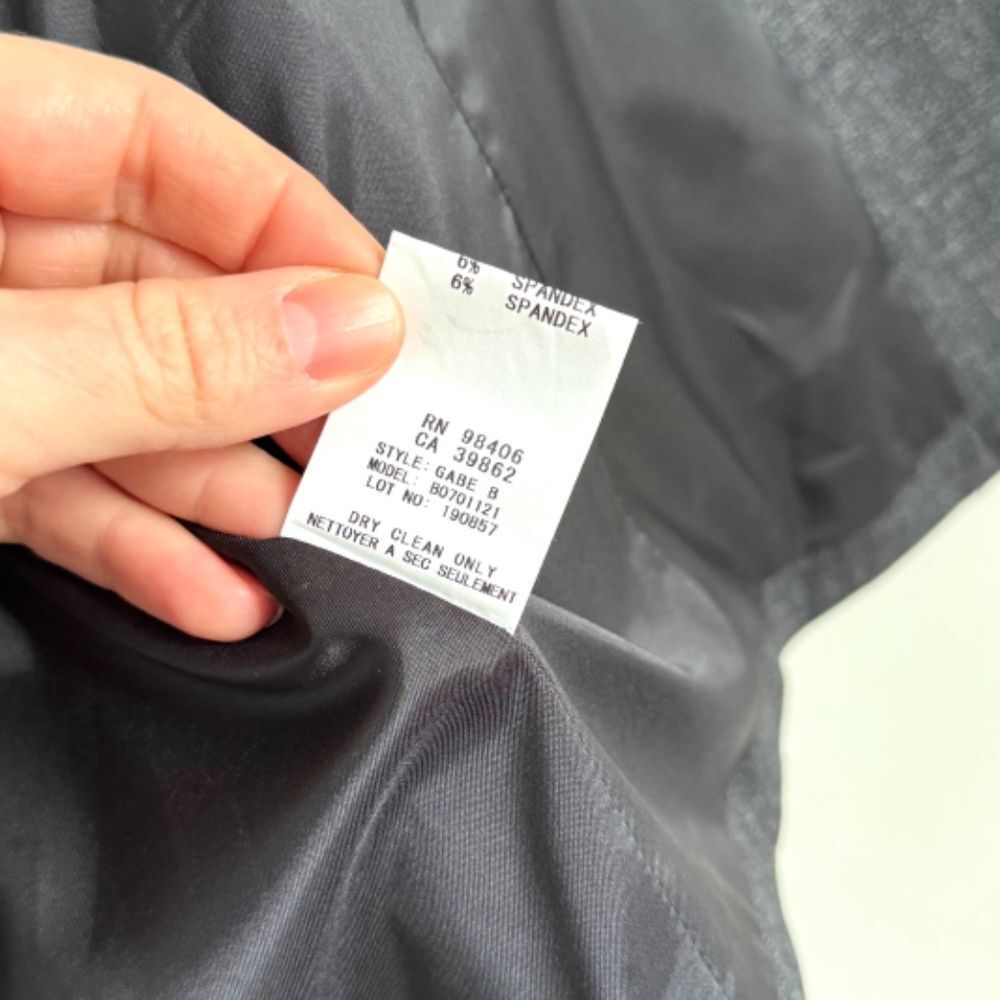 6% SPANDEX
6% SPANDEX
RN 98406
CA 39862
STYLE: GABE B
MODEL: B0701121
LOT NO: 190857
DRY CLEAN ONLY
NETTOYER A SEC SEULEMENT